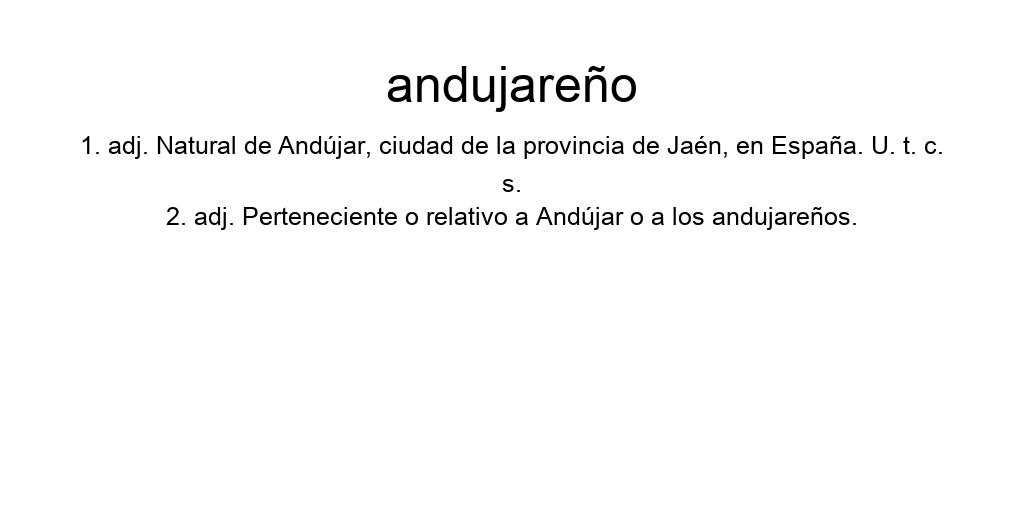 andujareño
1. adj. Natural de Andújar, ciudad de la provincia de Jaén, en España. U. t. c.
s.
2. adj. Perteneciente o relativo a Andújar o a los andujareños.